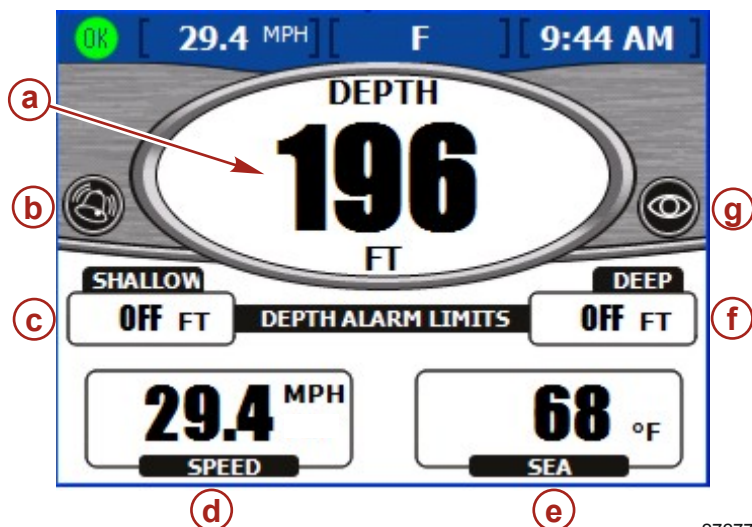 OK [ 29.4 MPH ] [ F ] [ 9:44 AM ]
a
DEPTH
196
FT
b
g
SHALLOW
DEEP
c
OFF FT
DEPTH ALARM LIMITS
OFF FT
f
29.4 MPH
68 °F
SPEED
SEA
d
e